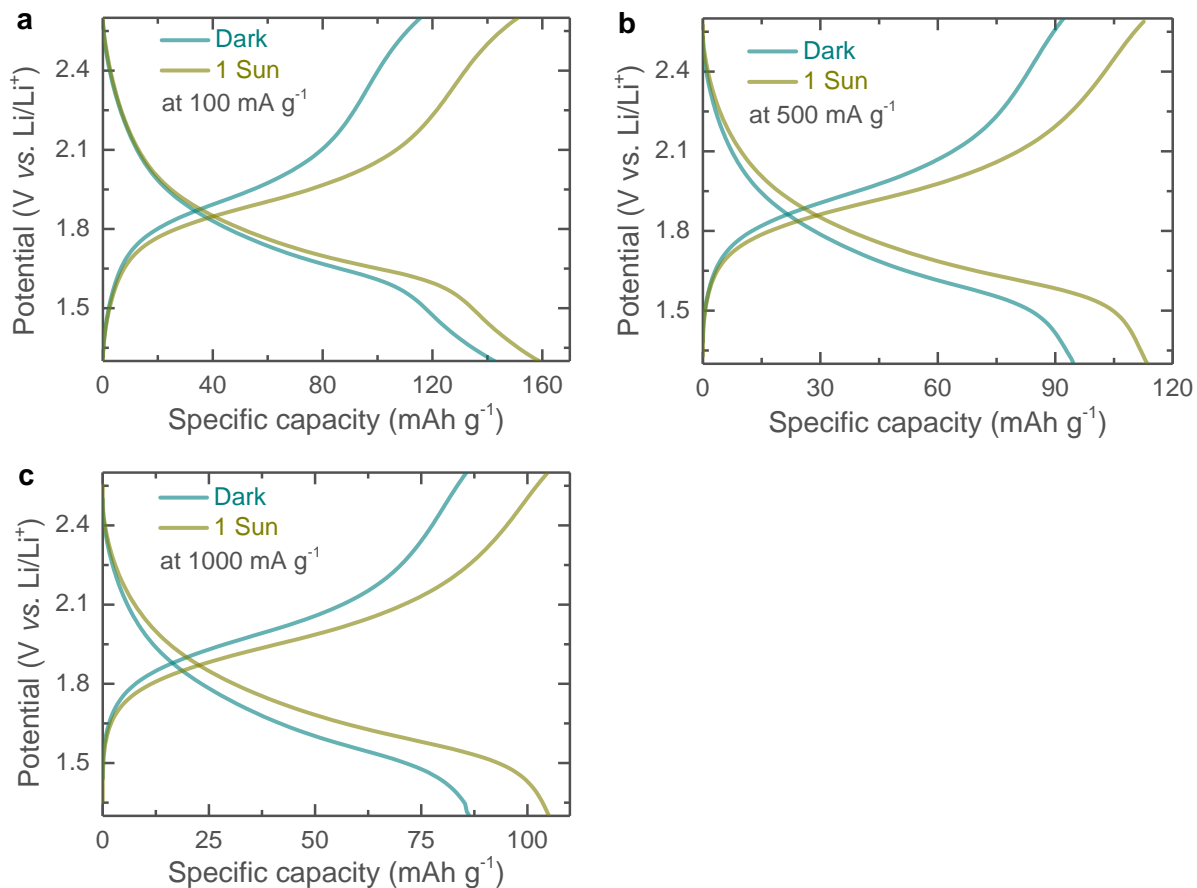 a
Dark
1 Sun
at 100 mA g⁻¹
2.4
2.1
1.8
1.5
Potential (V vs. Li/Li⁺)
0 40 80 120 160
Specific capacity (mAh g⁻¹)
b
Dark
1 Sun
at 500 mA g⁻¹
2.4
2.1
1.8
1.5
Potential (V vs. Li/Li⁺)
0 30 60 90 120
Specific capacity (mAh g⁻¹)
c
Dark
1 Sun
at 1000 mA g⁻¹
2.4
2.1
1.8
1.5
Potential (V vs. Li/Li⁺)
0 25 50 75 100
Specific capacity (mAh g⁻¹)